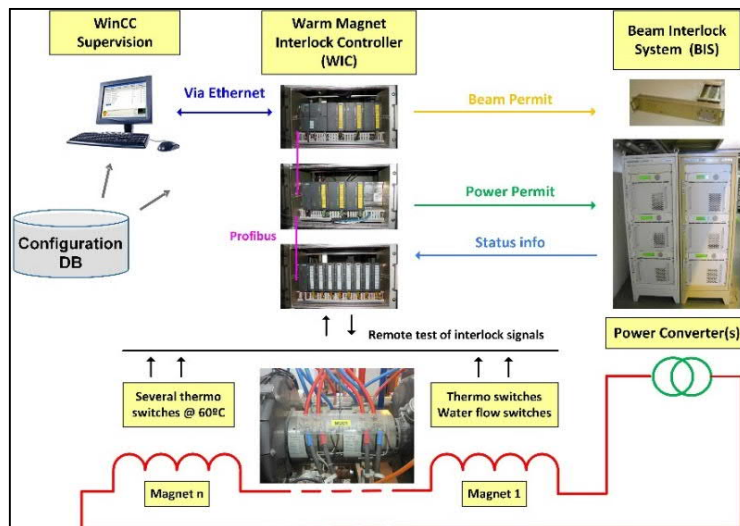 WinCC
Supervision
Warm Magnet
Interlock Controller
(WIC)
Beam Interlock
System (BIS)
Via Ethernet
Beam Permit
Power Permit
Configuration
DB
Profibus
Status info
Remote test of interlock signals
Power Converter(s)
Several thermo
switches @ 60ºC
Thermo switches
Water flow switches
Magnet n
Magnet 1